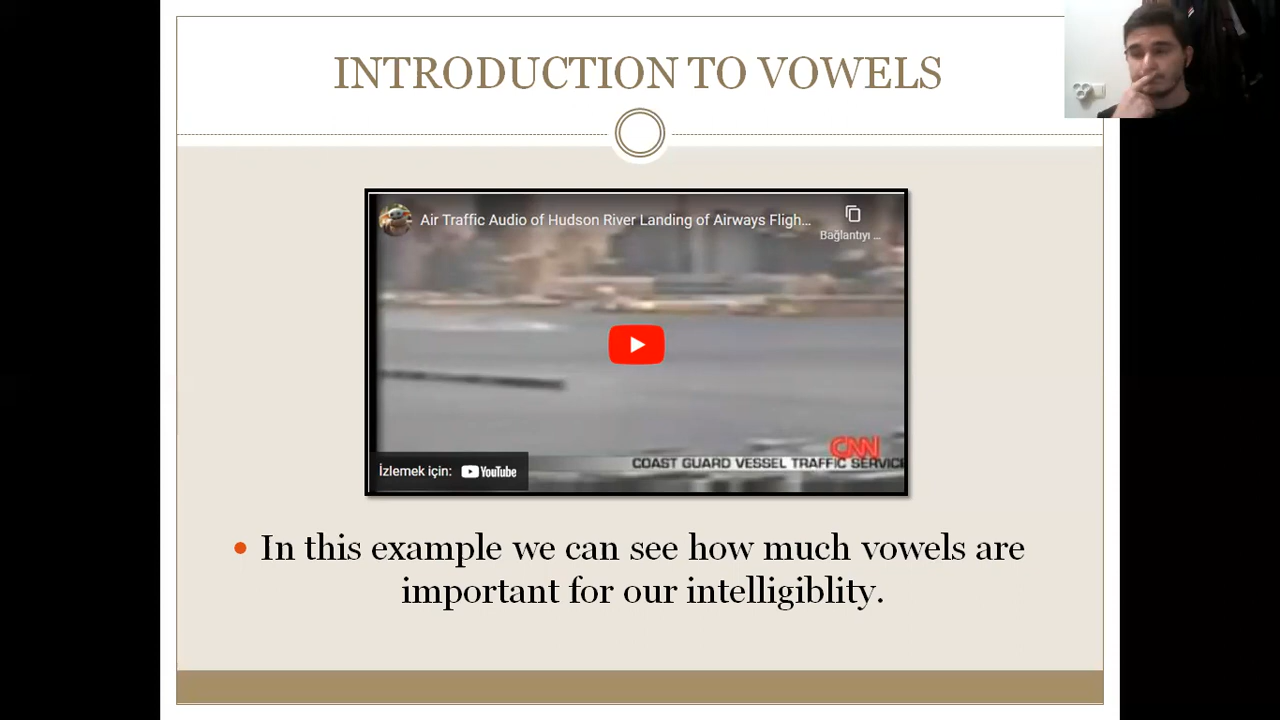 INTRODUCTION TO VOWELS
Air Traffic Audio of Hudson River Landing of Airways Fligh...
Bağlantıyı ...
CNN
COAST GUARD VESSEL TRAFFIC SERVICE
İzlemek için: YouTube
• In this example we can see how much vowels are
important for our intelligiblity.